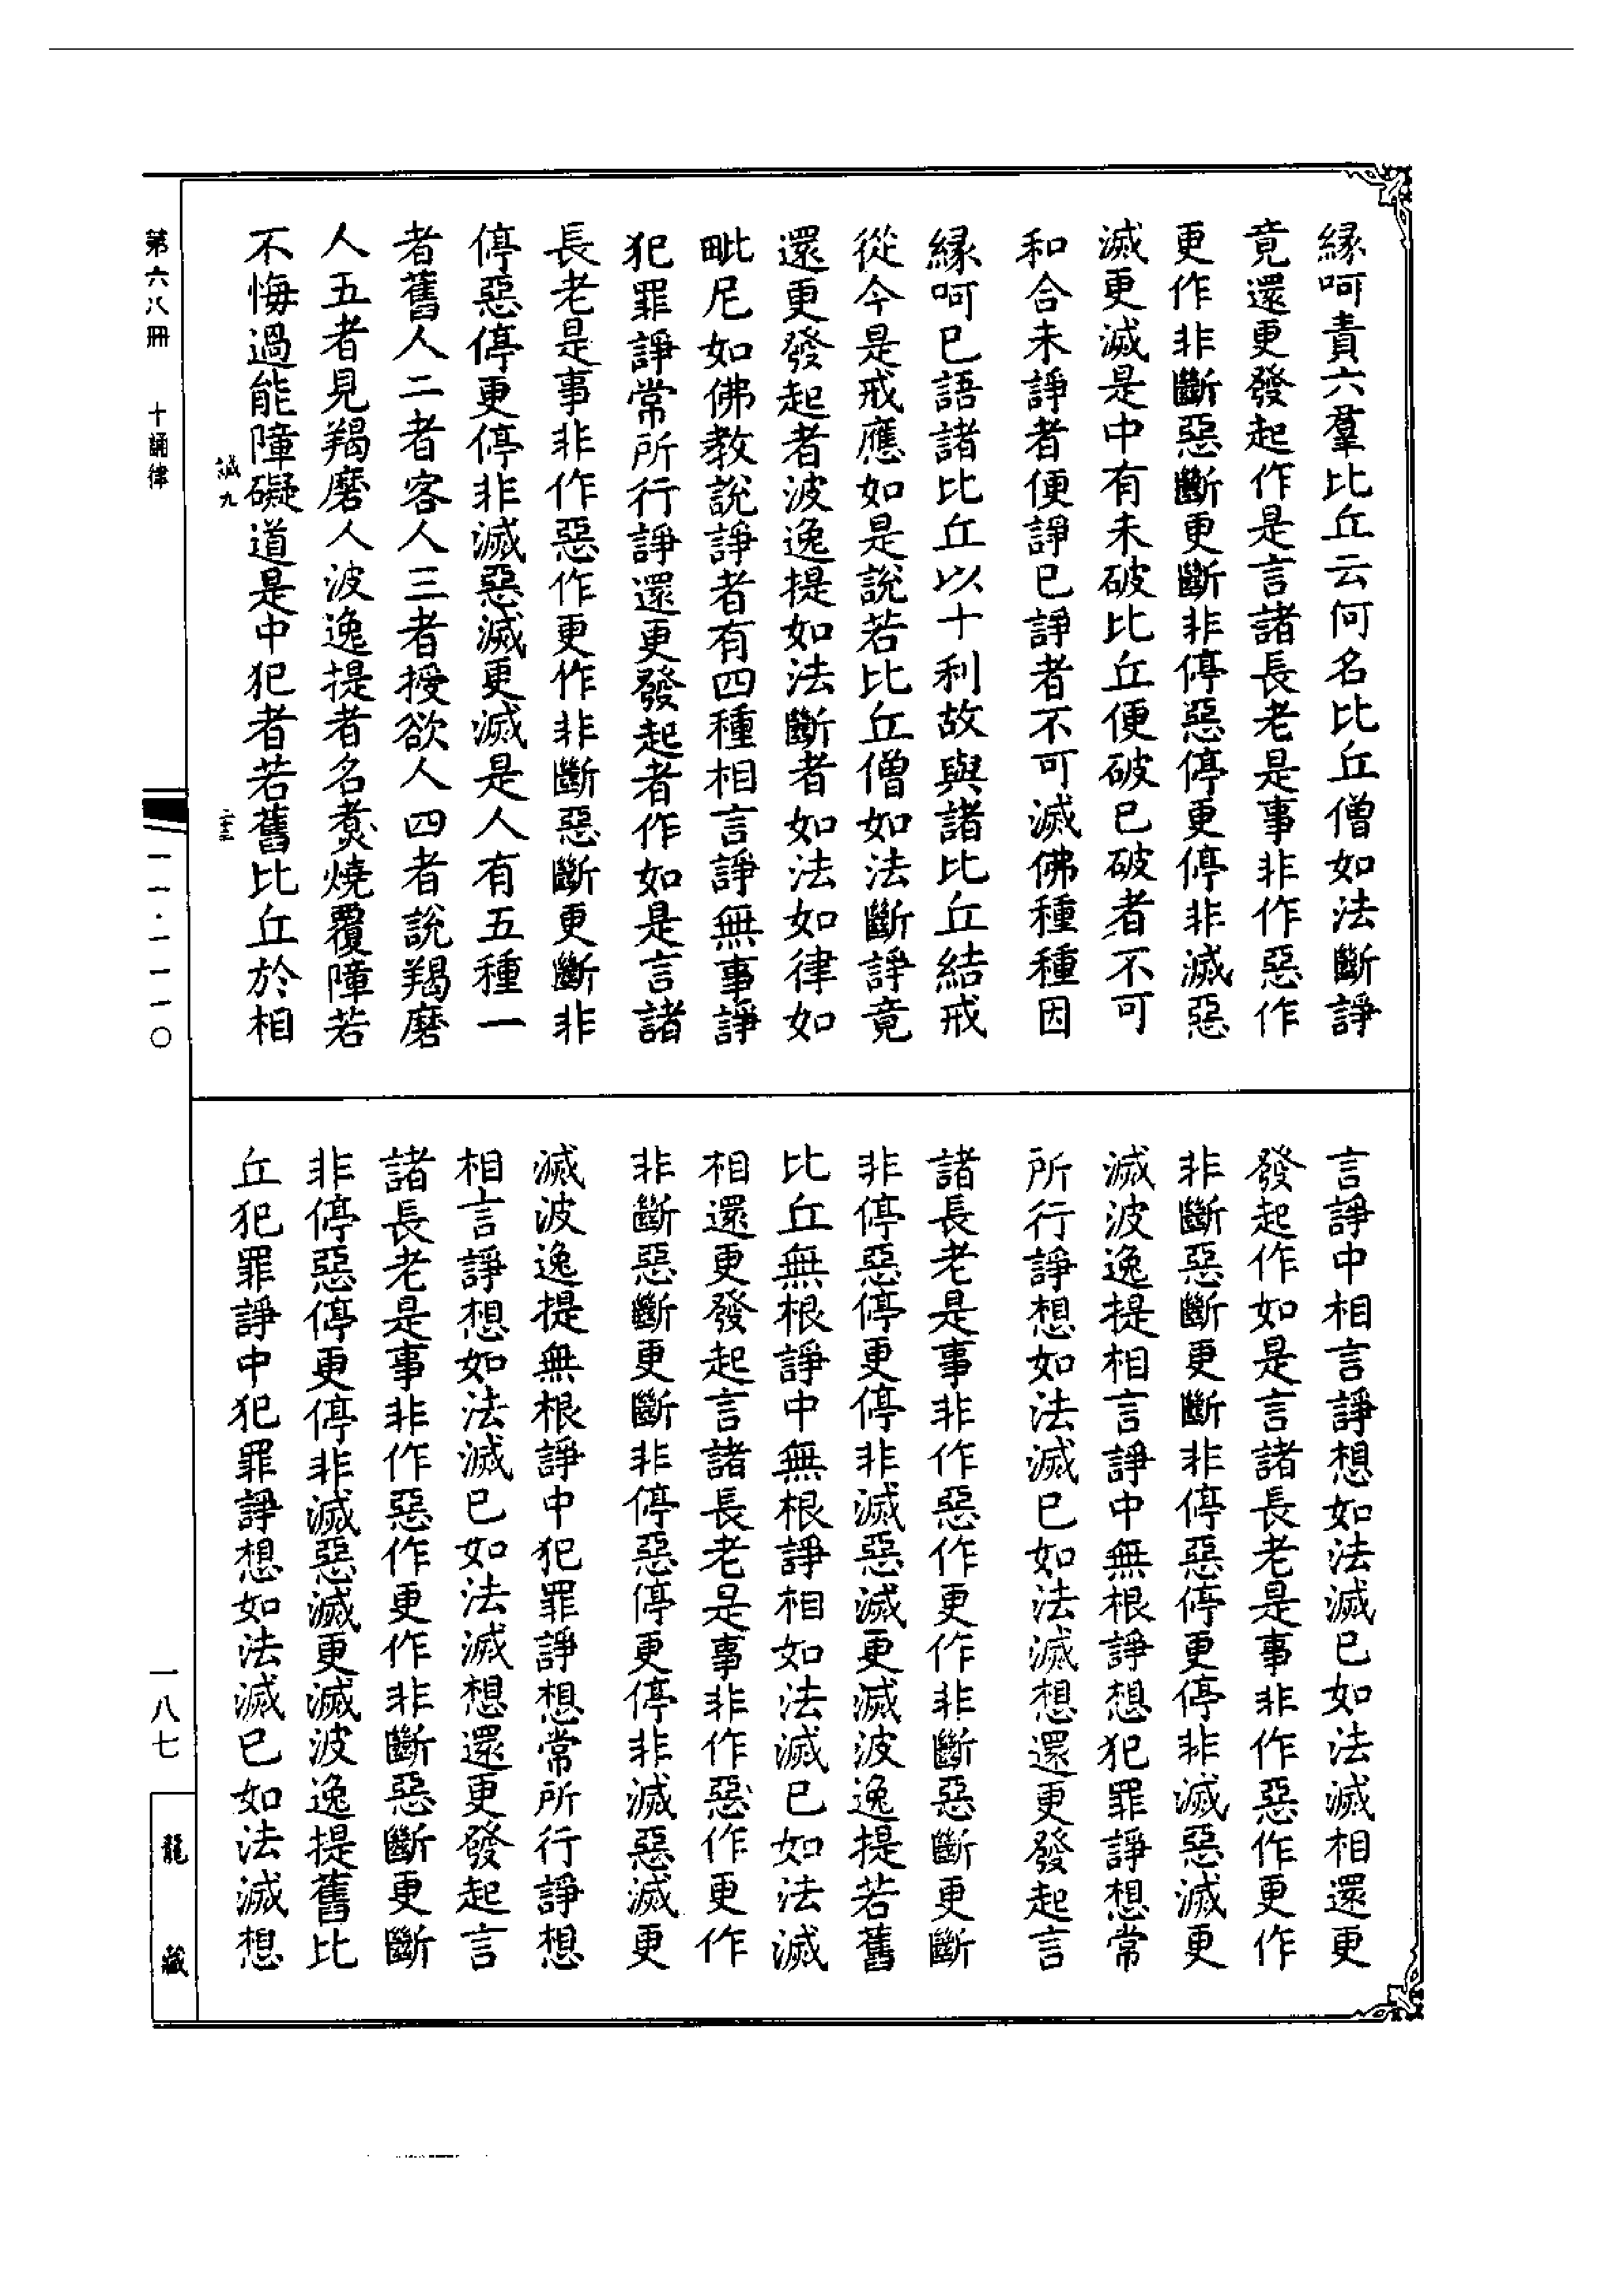 緣呵責六羣比丘云何名比丘僧如法斷諍
竟還更發起作是言諸長老是事非作惡作
更作非斷惡斷更斷非停惡停更停非滅惡
滅更滅是中有未破比丘便破已破者不可
和合未諍者便諍已諍者不可滅佛種種因
緣呵已語諸比丘以十利故與諸比丘結戒
從今是戒應如是說若比丘僧如法斷諍竟
還更發起者波逸提如法斷者如法如律如
毗尼如佛教說諍者有四種相言諍無事諍
犯罪諍常所行諍還更發起者作如是言諸
長老是事非作惡作更作非斷惡斷更斷非
停惡停更停非滅惡滅更滅是人有五種一
者舊人二者客人三者授欲人四者說羯磨
人五者見羯磨人波逸提者名煑燒覆障若
不悔過能障礙道是中犯者若舊比丘於相
言諍中相言諍想如法滅已如法滅相還更
發起作如是言諸長老是事非作惡作更作
非斷惡斷更斷非停惡停更停非滅惡滅更
滅波逸提相言諍中無根諍想犯罪諍想常
所行諍想如法滅已如法滅想還更發起言
諸長老是事非作惡作更作非斷惡斷更斷
非停惡停更停非滅惡滅更滅波逸提若舊
比丘無根諍中無根諍相如法滅已如法滅
相還更發起言諸長老是事非作惡作更作
非斷惡斷更斷非停惡停更停非滅惡滅更
滅波逸提無根諍中犯罪諍想常所行諍想
相言諍想如法滅已如法滅想還更發起言
諸長老是事非作惡作更作非斷惡斷更斷
非停惡停更停非滅惡滅更滅波逸提舊比
丘犯罪諍中犯罪諍想如法滅已如法滅想
誠九
第六八冊 十誦律
一一·一一一〇
一八七
龍藏